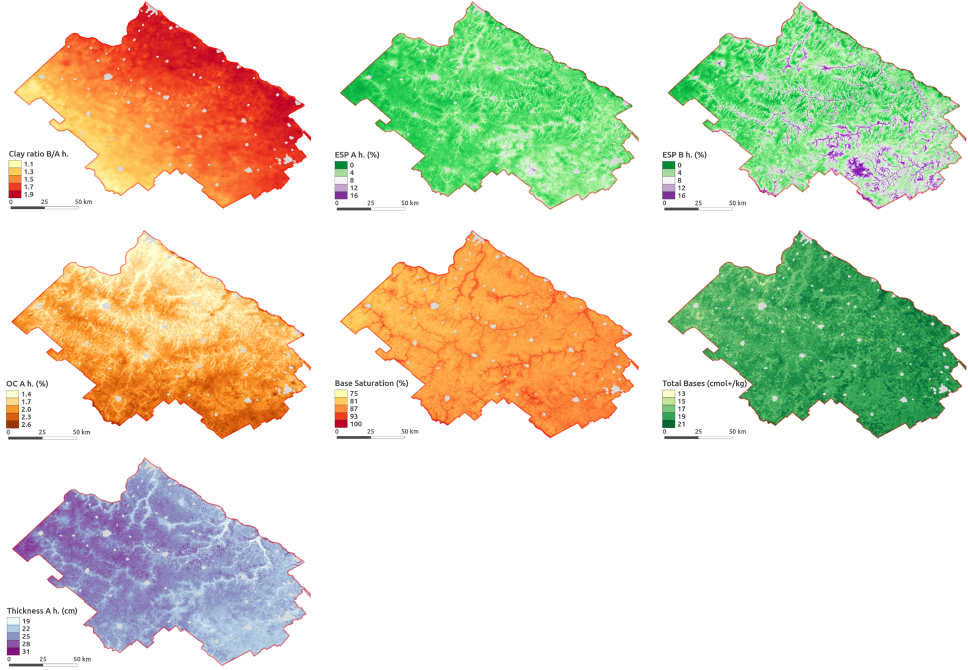 Clay ratio B/A h.
1.1
1.3
1.5
1.7
1.9
0 25 50 km
ESP A h. (%)
0
4
8
12
16
0 25 50 km
ESP B h. (%)
0
4
8
12
16
0 25 50 km
OC A h. (%)
1.4
1.7
2.0
2.3
2.6
0 25 50 km
Base Saturation (%)
75
81
87
93
100
0 25 50 km
Total Bases (cmol+/kg)
13
15
17
19
21
0 25 50 km
Thickness A h. (cm)
19
22
25
28
31
0 25 50 km